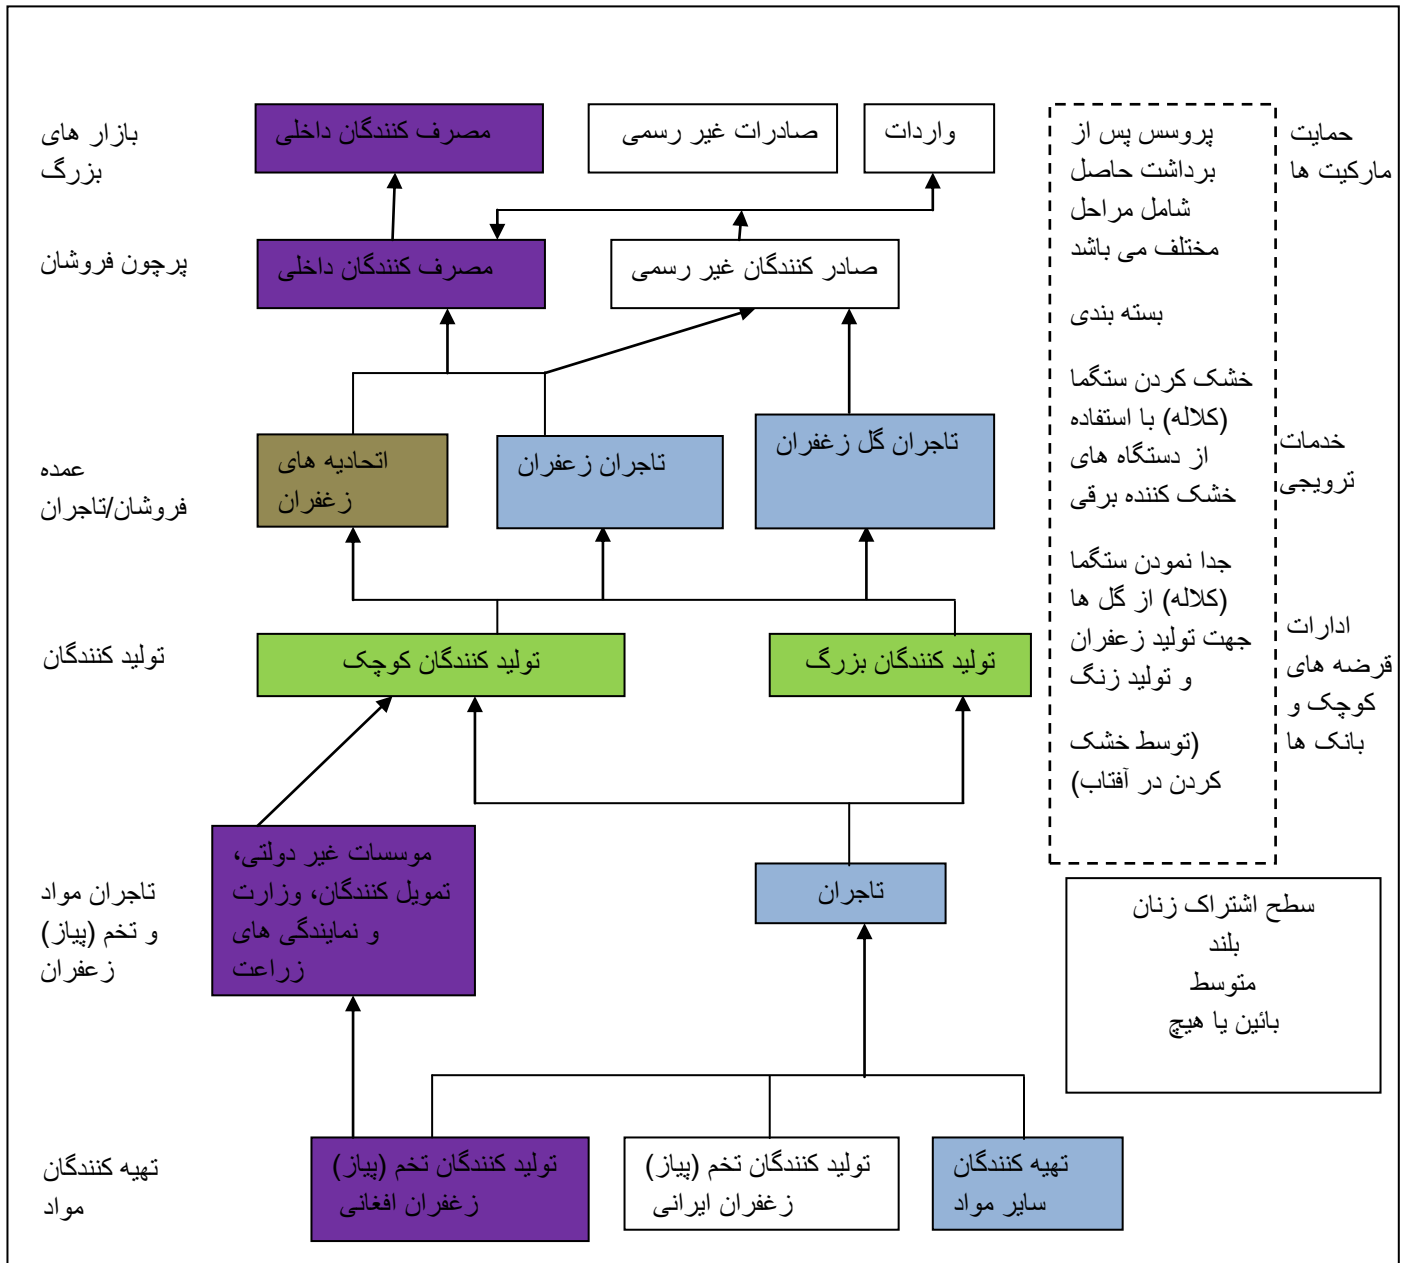 بازار های
بزرگ
مصرف کنندگان داخلی
صادرات غیر رسمی
واردات
پرچون فروشان
مصرف کنندگان داخلی
صادر کنندگان غیر رسمی
عمده
فروشان/تاجران
اتحادیه های
زغفران
تاجران زعفران
تاجران گل زغفران
تولید کنندگان
تولید کنندگان کوچک
تولید کنندگان بزرگ
تاجران مواد
و تخم (پیاز)
زعفران
موسسات غیر دولتی،
تمویل کنندگان، وزارت
و نمایندگی های
زراعت
تاجران
تهیه کنندگان
مواد
تولید کنندگان تخم (پیاز)
زغفران افغانی
تولید کنندگان تخم (پیاز)
زغفران ایرانی
تهیه کنندگان
سایر مواد
پروسس پس از
برداشت حاصل
شامل مراحل
مختلف می باشد
بسته بندی
خشک کردن ستگما
(کلاله) با استفاده
از دستگاه های
خشک کننده برقی
جدا نمودن ستگما
(کلاله) از گل ها
جهت تولید زعفران
و تولید زنگ
(توسط خشک
کردن در آفتاب)
حمایت
مارکیت ها
خدمات
ترویجی
ادارات
قرضه های
کوچک و
بانک ها
سطح اشتراک زنان
بلند
متوسط
بائین یا هیچ